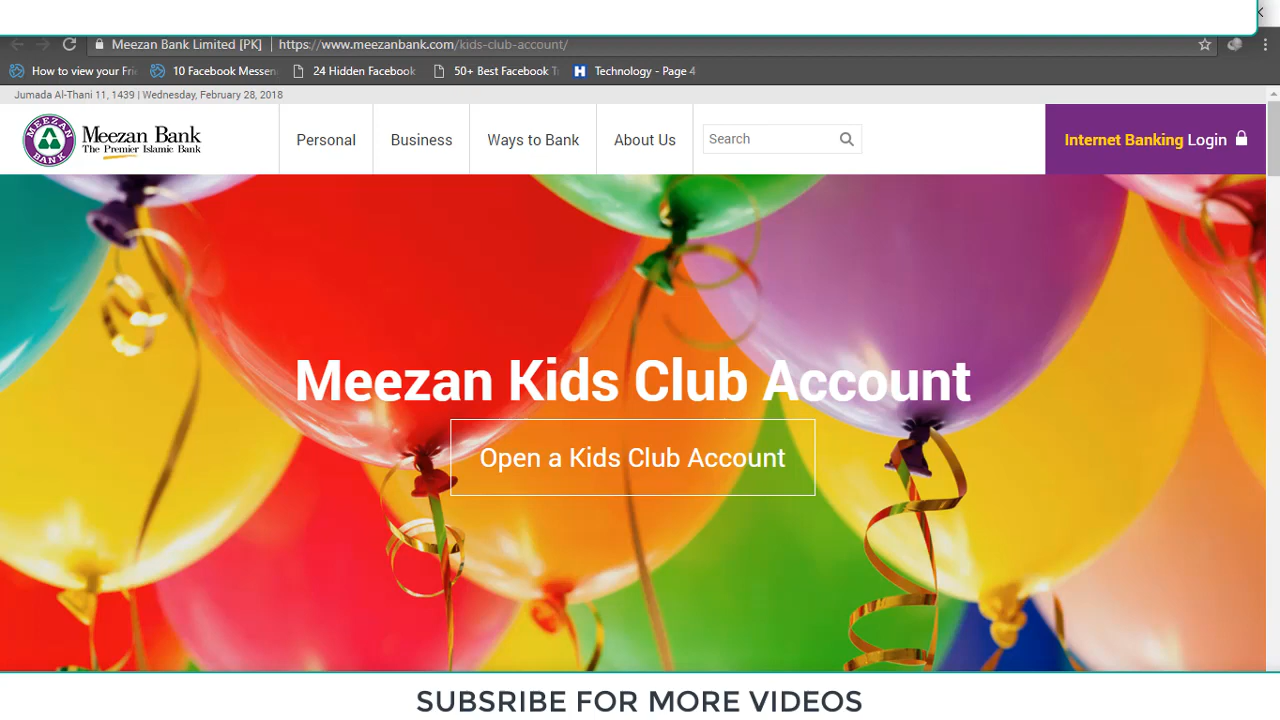 Meezan Bank Limited [PK] | https://www.meezanbank.com/kids-club-account/
How to view your Frie 10 Facebook Messen 24 Hidden Facebook 50+ Best Facebook T H Technology - Page 4
Jumada Al-Thani 11, 1439 | Wednesday, February 28, 2018
MEEZAN BANK
Meezan Bank
The Premier Islamic Bank
Personal Business Ways to Bank About Us Search Internet Banking Login
Meezan Kids Club Account
Open a Kids Club Account
SUBSRIBE FOR MORE VIDEOS